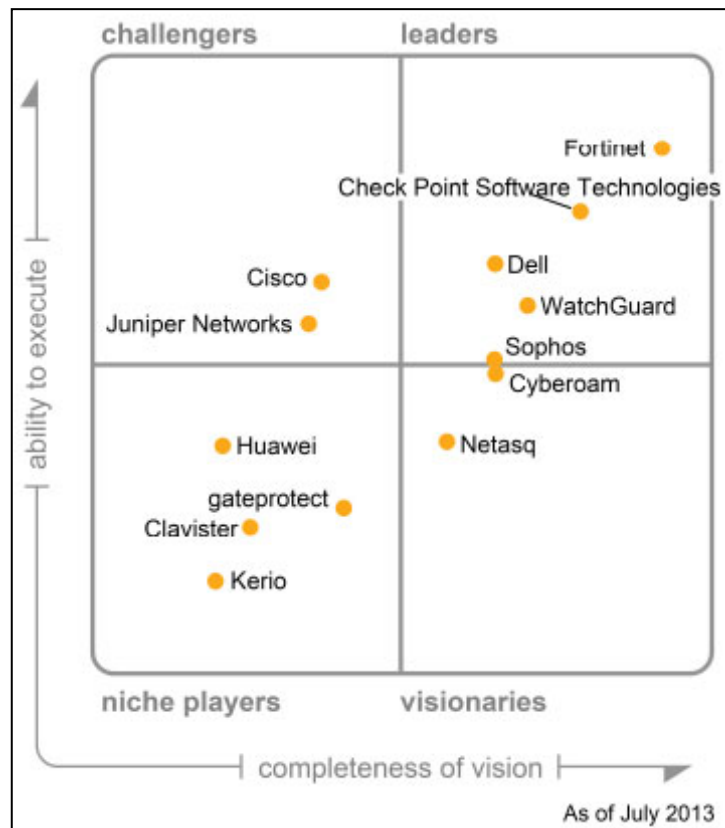 challengers
leaders
Fortinet
Check Point Software Technologies
Dell
Cisco
WatchGuard
Juniper Networks
Sophos
Cyberoam
Huawei
Netasq
gateprotect
Clavister
Kerio
niche players
visionaries
ability to execute
completeness of vision
As of July 2013